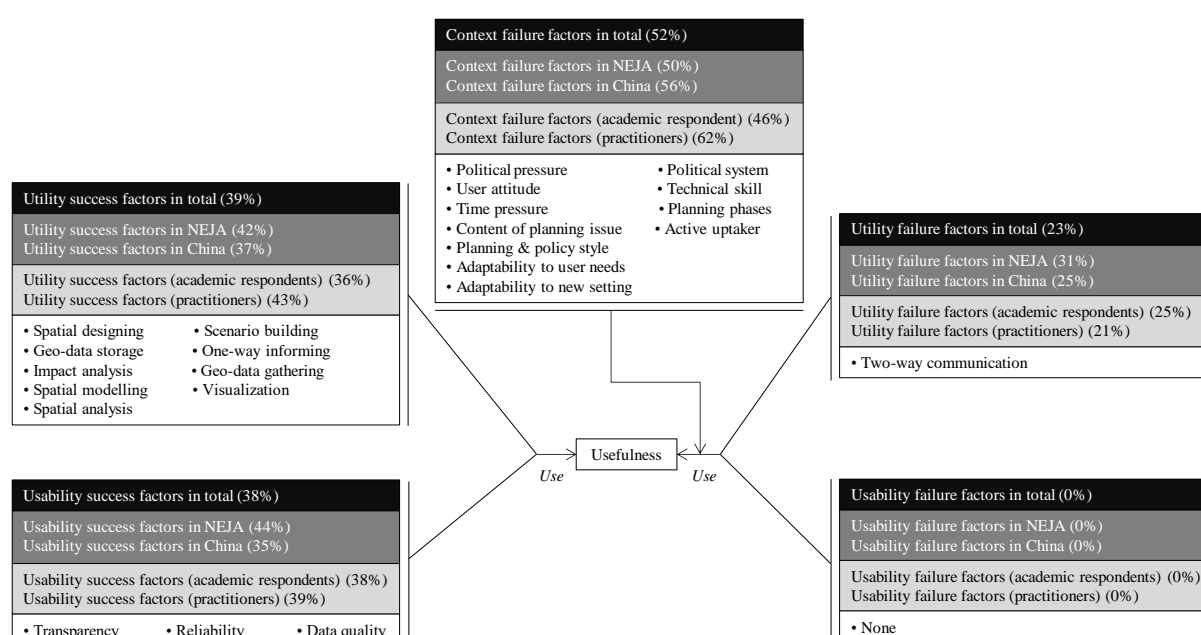 Context failure factors in total (52%)
Context failure factors in NEJA (50%)
Context failure factors in China (56%)
Context failure factors (academic respondent) (46%)
Context failure factors (practitioners) (62%)
• Political pressure
• User attitude
• Time pressure
• Content of planning issue
• Planning & policy style
• Adaptability to user needs
• Adaptability to new setting
• Political system
• Technical skill
• Planning phases
• Active uptaker
Utility success factors in total (39%)
Utility success factors in NEJA (42%)
Utility success factors in China (37%)
Utility success factors (academic respondents) (36%)
Utility success factors (practitioners) (43%)
• Spatial designing
• Geo-data storage
• Impact analysis
• Spatial modelling
• Spatial analysis
• Scenario building
• One-way informing
• Geo-data gathering
• Visualization
Utility failure factors in total (23%)
Utility failure factors in NEJA (31%)
Utility failure factors in China (25%)
Utility failure factors (academic respondents) (25%)
Utility failure factors (practitioners) (21%)
• Two-way communication
Usefulness
Use
Use
Usability success factors in total (38%)
Usability success factors in NEJA (44%)
Usability success factors in China (35%)
Usability success factors (academic respondents) (38%)
Usability success factors (practitioners) (39%)
• Transparency
• Reliability
• Data quality
Usability failure factors in total (0%)
Usability failure factors in NEJA (0%)
Usability failure factors in China (0%)
Usability failure factors (academic respondents) (0%)
Usability failure factors (practitioners) (0%)
• None